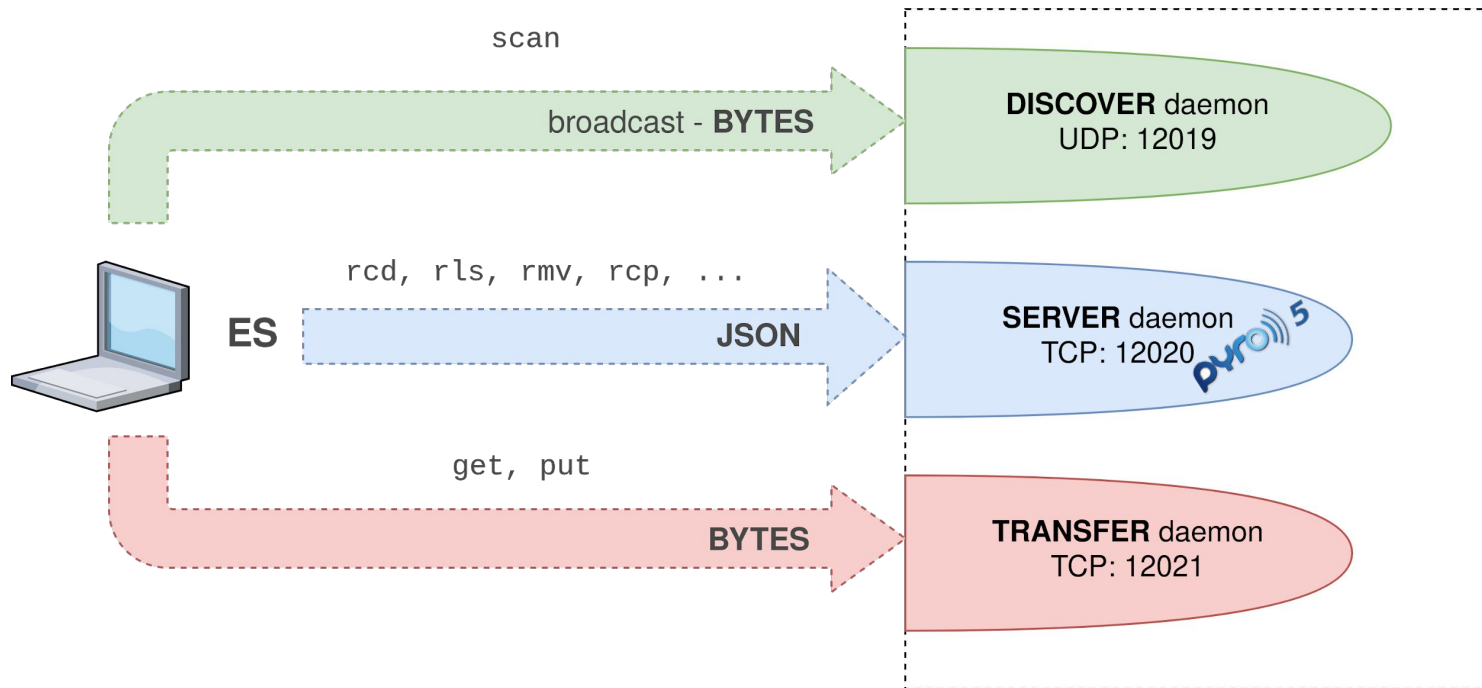 scan
broadcast - BYTES
DISCOVER daemon
UDP: 12019
rcd, rls, rmv, rcp, ...
ES
JSON
SERVER daemon
TCP: 12020
pyro 5
get, put
BYTES
TRANSFER daemon
TCP: 12021